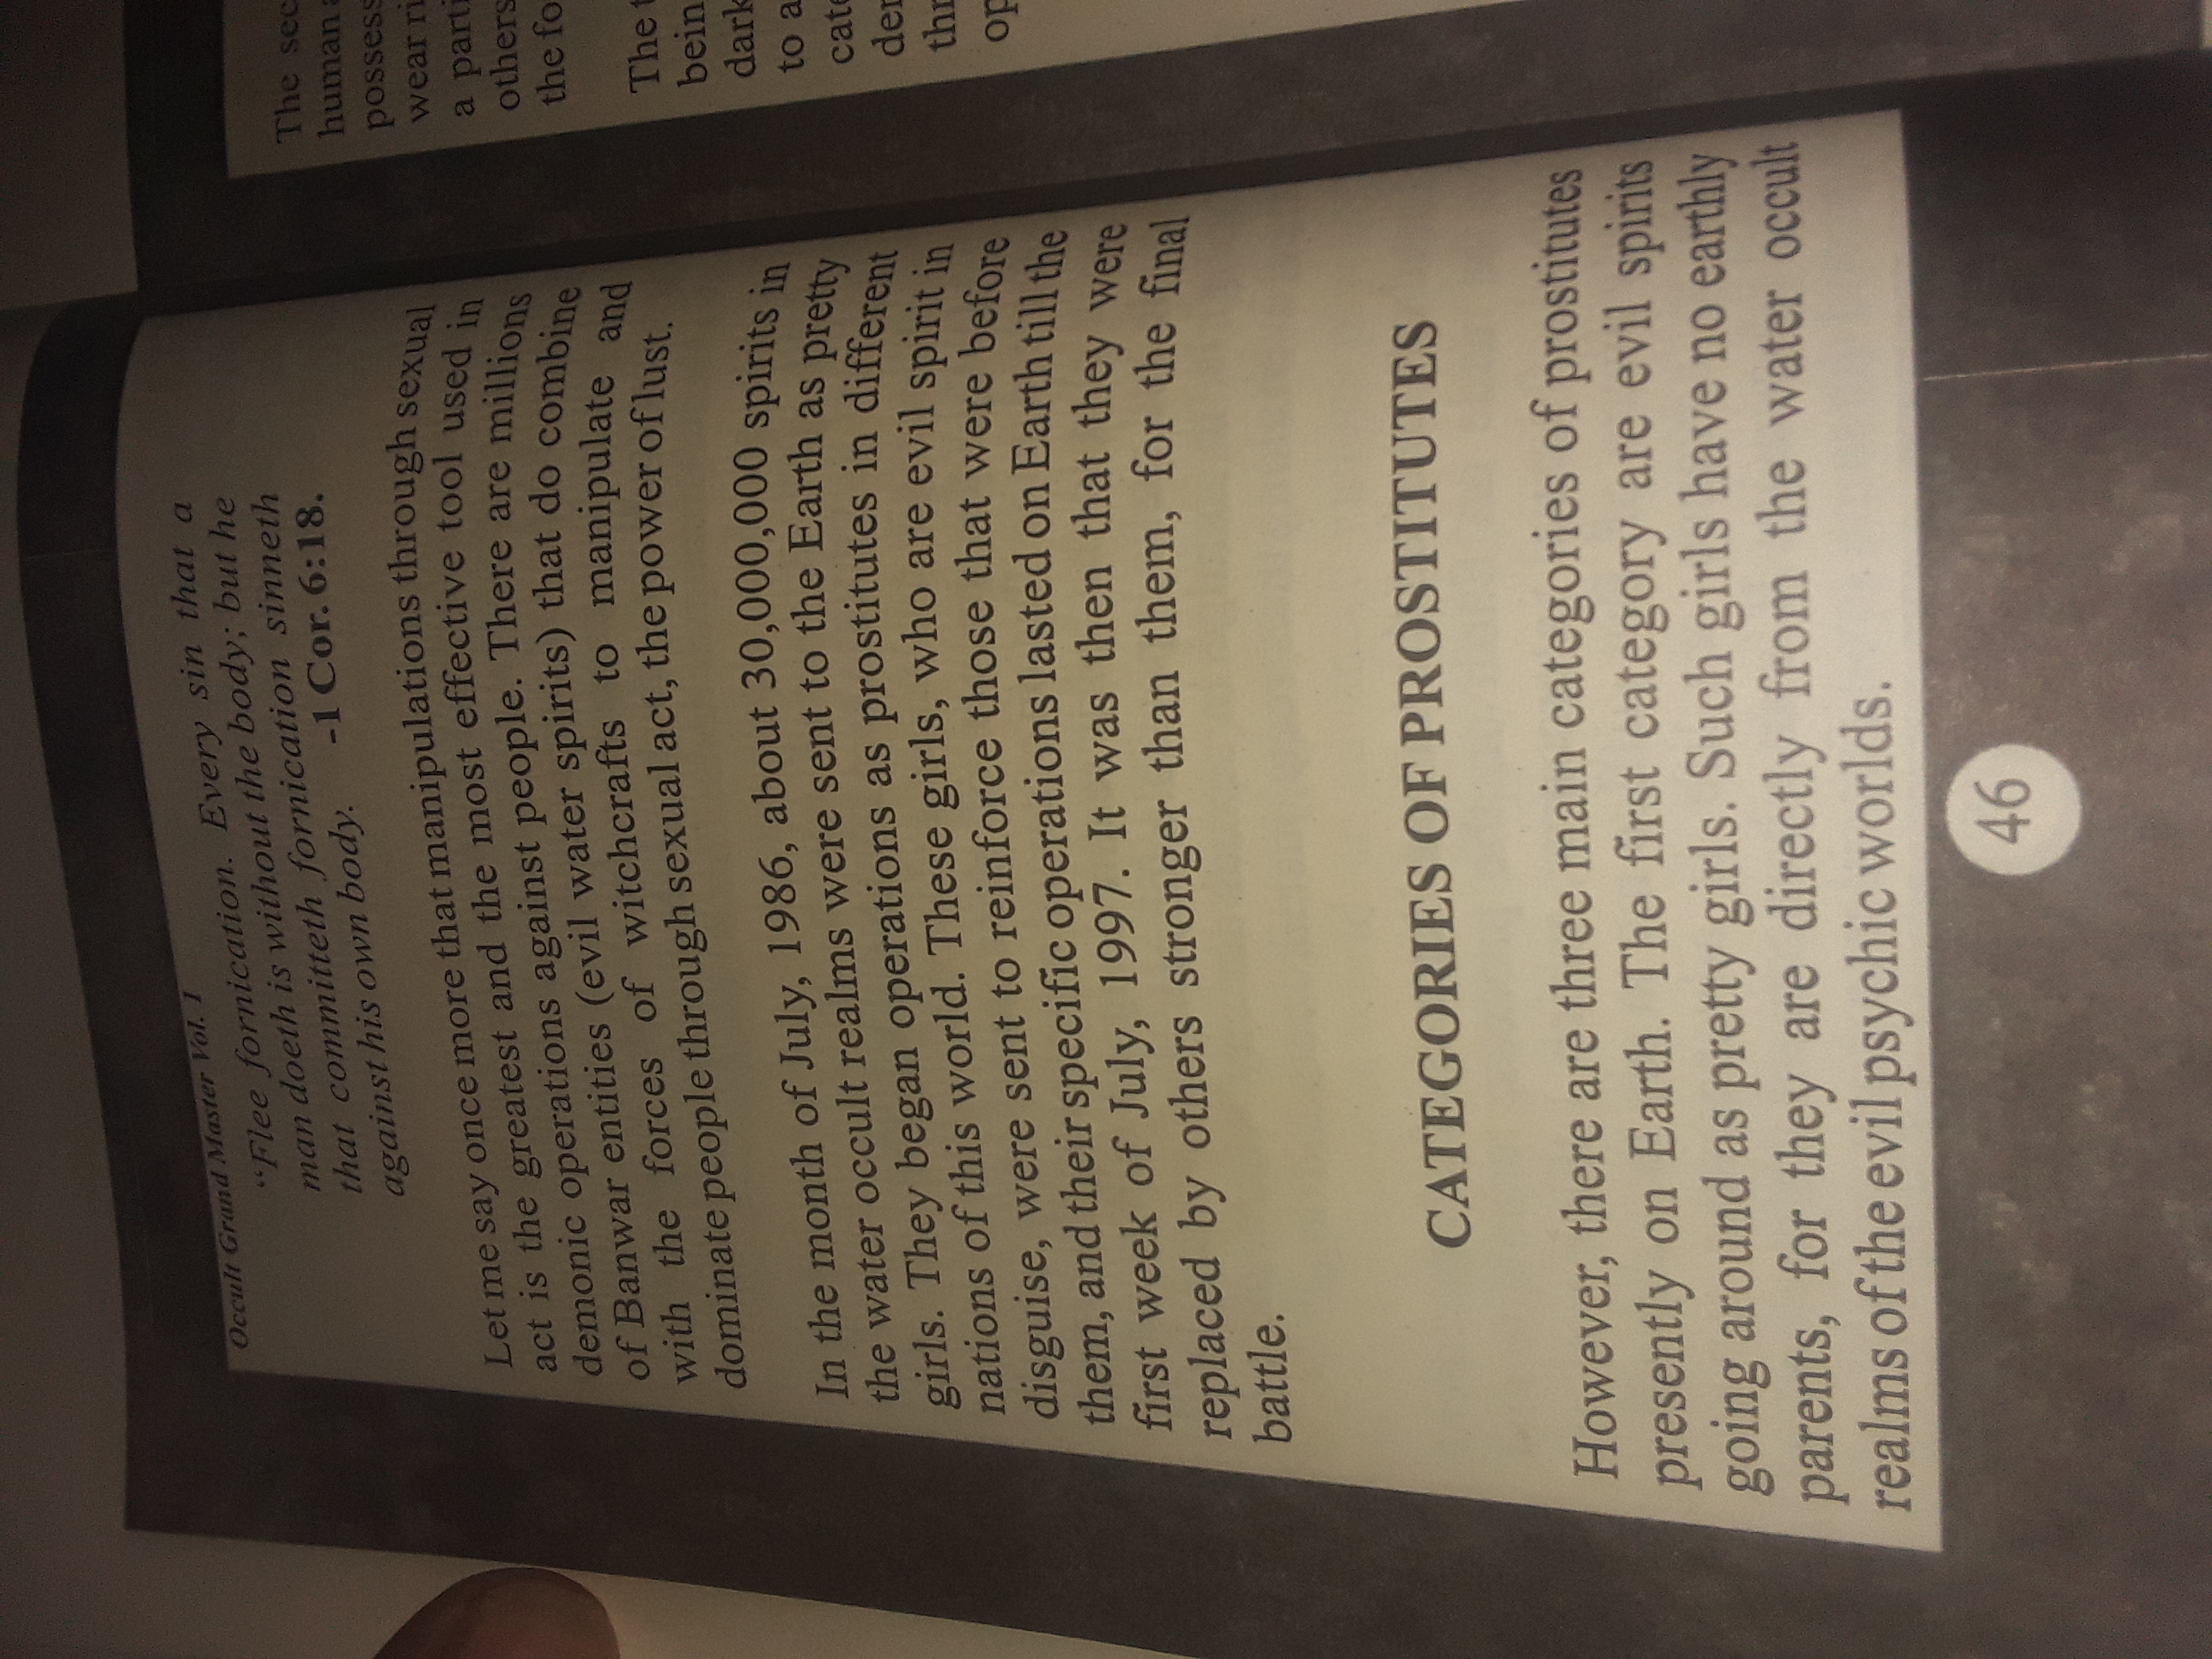 Occult Grand Master Vol. 1
"Flee fornication. Every sin that a
man doeth is without the body; but he
that committeth fornication sinneth
against his own body. -1 Cor. 6:18.
Let me say once more that manipulations through sexual
act is the greatest and the most effective tool used in
demonic operations against people. There are millions
of Banwar entities (evil water spirits) that do combine
with the forces of witchcrafts to manipulate and
dominate people through sexual act, the power of lust.
In the month of July, 1986, about 30,000,000 spirits in
the water occult realms were sent to the Earth as pretty
girls. They began operations as prostitutes in different
nations of this world. These girls, who are evil spirit in
disguise, were sent to reinforce those that were before
them, and their specific operations lasted on Earth till the
first week of July, 1997. It was then that they were
replaced by others stronger than them, for the final
battle.
CATEGORIES OF PROSTITUTES
However, there are three main categories of prostitutes
presently on Earth. The first category are evil spirits
going around as pretty girls. Such girls have no earthly
parents, for they are directly from the water occult
realms of the evil psychic worlds.
46
The
human
wear
a
others
the
The
to a